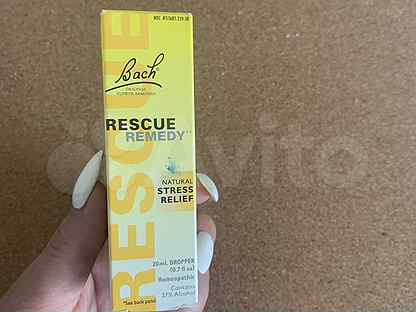 RESCUE
Bach
ORIGINAL
FLOWER REMEDIES
RESCUE
REMEDY
NATURAL
STRESS
RELIEF
20mL DROPPER
(0.7 fl oz)
Homeopathic
Contains
27% Alcohol
*See back panel
Avito